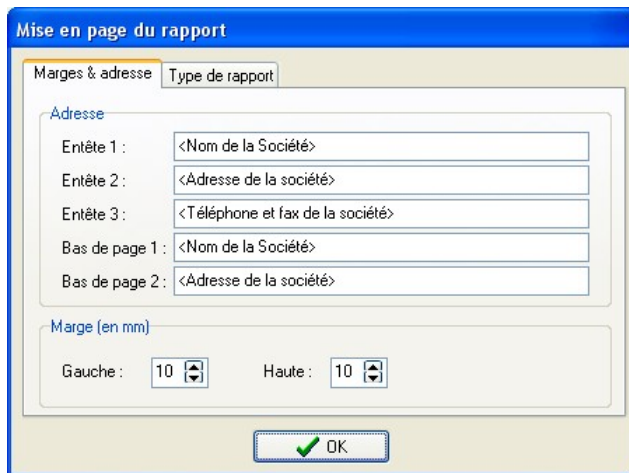 Mise en page du rapport
Marges & adresse Type de rapport
Adresse
Entête 1 : <Nom de la Société>
Entête 2 : <Adresse de la société>
Entête 3 : <Téléphone et fax de la société>
Bas de page 1 : <Nom de la Société>
Bas de page 2 : <Adresse de la société>
Marge (en mm)
Gauche : 10 Haute : 10
OK